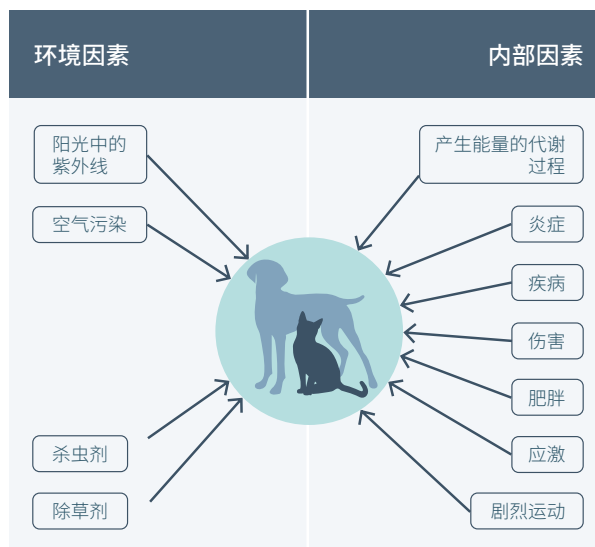 环境因素
内部因素
阳光中的
紫外线
空气污染
杀虫剂
除草剂
产生能量的代谢
过程
炎症
疾病
伤害
肥胖
应激
剧烈运动